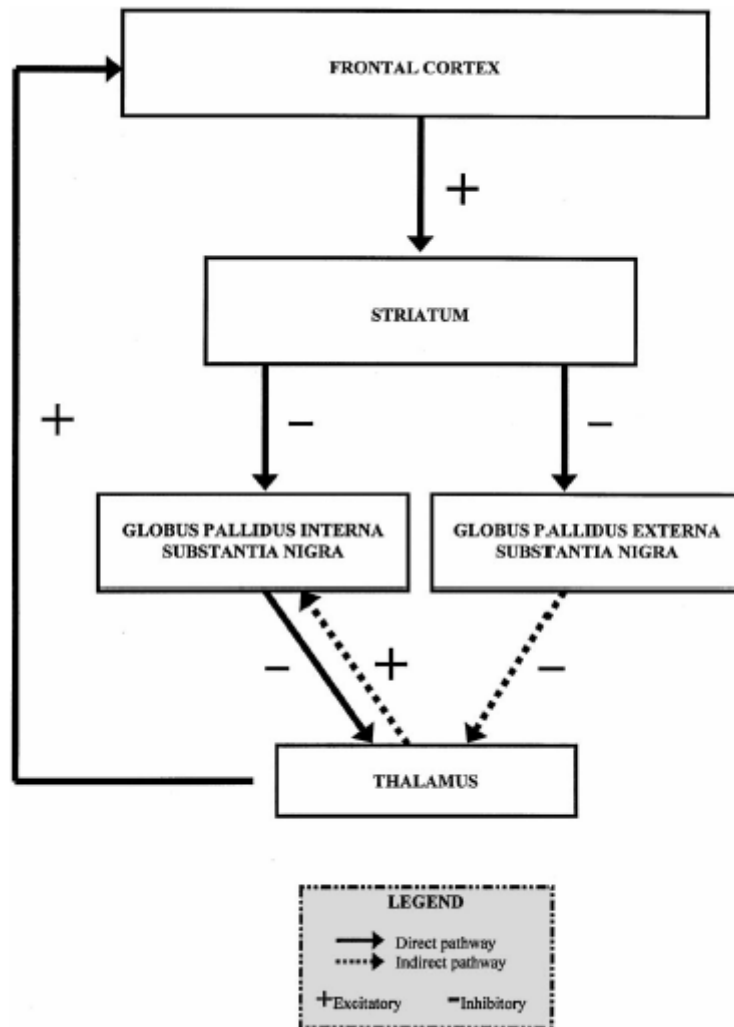 FRONTAL CORTEX
+
STRIATUM
+
− −
GLOBUS PALLIDUS INTERNA
SUBSTANTIA NIGRA
GLOBUS PALLIDUS EXTERNA
SUBSTANTIA NIGRA
− + −
THALAMUS
LEGEND
Direct pathway
Indirect pathway
+Excitatory −Inhibitory